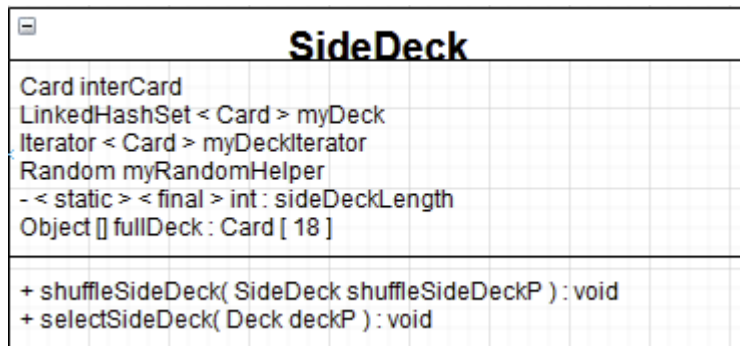 SideDeck
Card interCard
LinkedHashSet < Card > myDeck
Iterator < Card > myDeckIterator
Random myRandomHelper
- < static > < final > int : sideDeckLength
Object [] fullDeck : Card [ 18 ]
+ shuffleSideDeck( SideDeck shuffleSideDeckP ) : void
+ selectSideDeck( Deck deckP ) : void